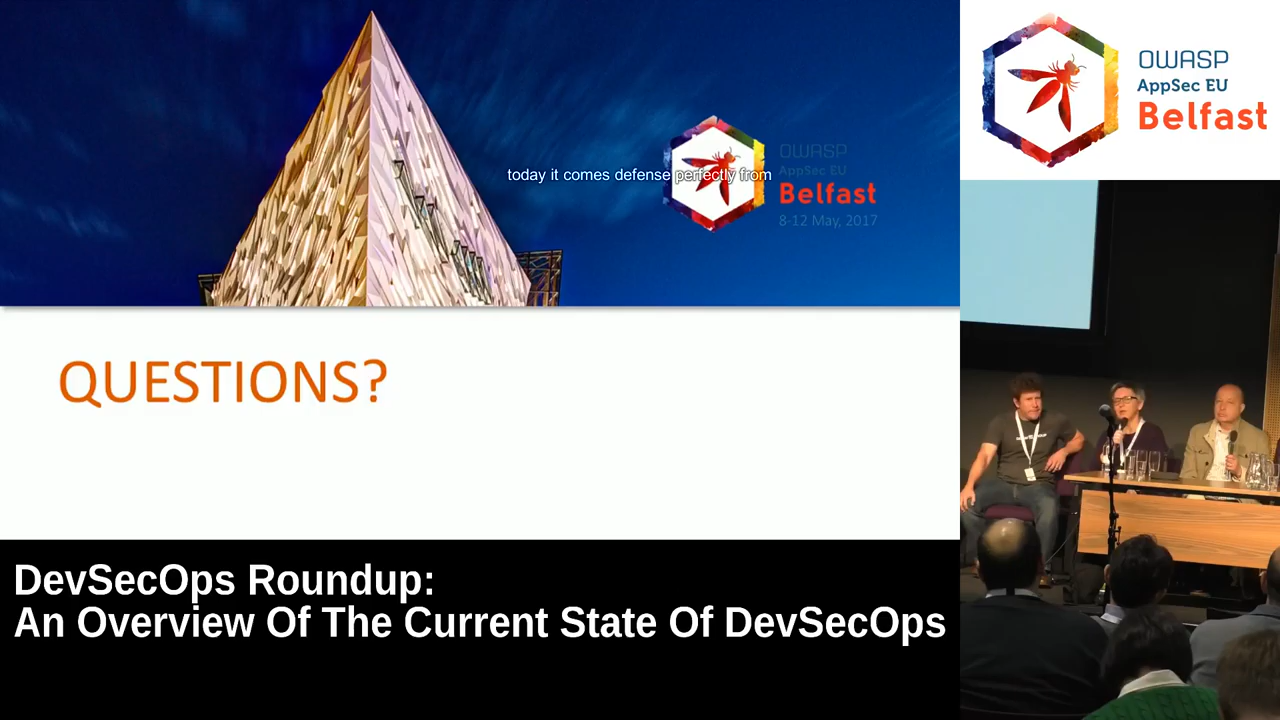 today it comes defense perfectly from
OWASP
AppSec EU
Belfast
8-12 May, 2017
QUESTIONS?
OWASP
AppSec EU
Belfast
DevSecOps Roundup:
An Overview Of The Current State Of DevSecOps